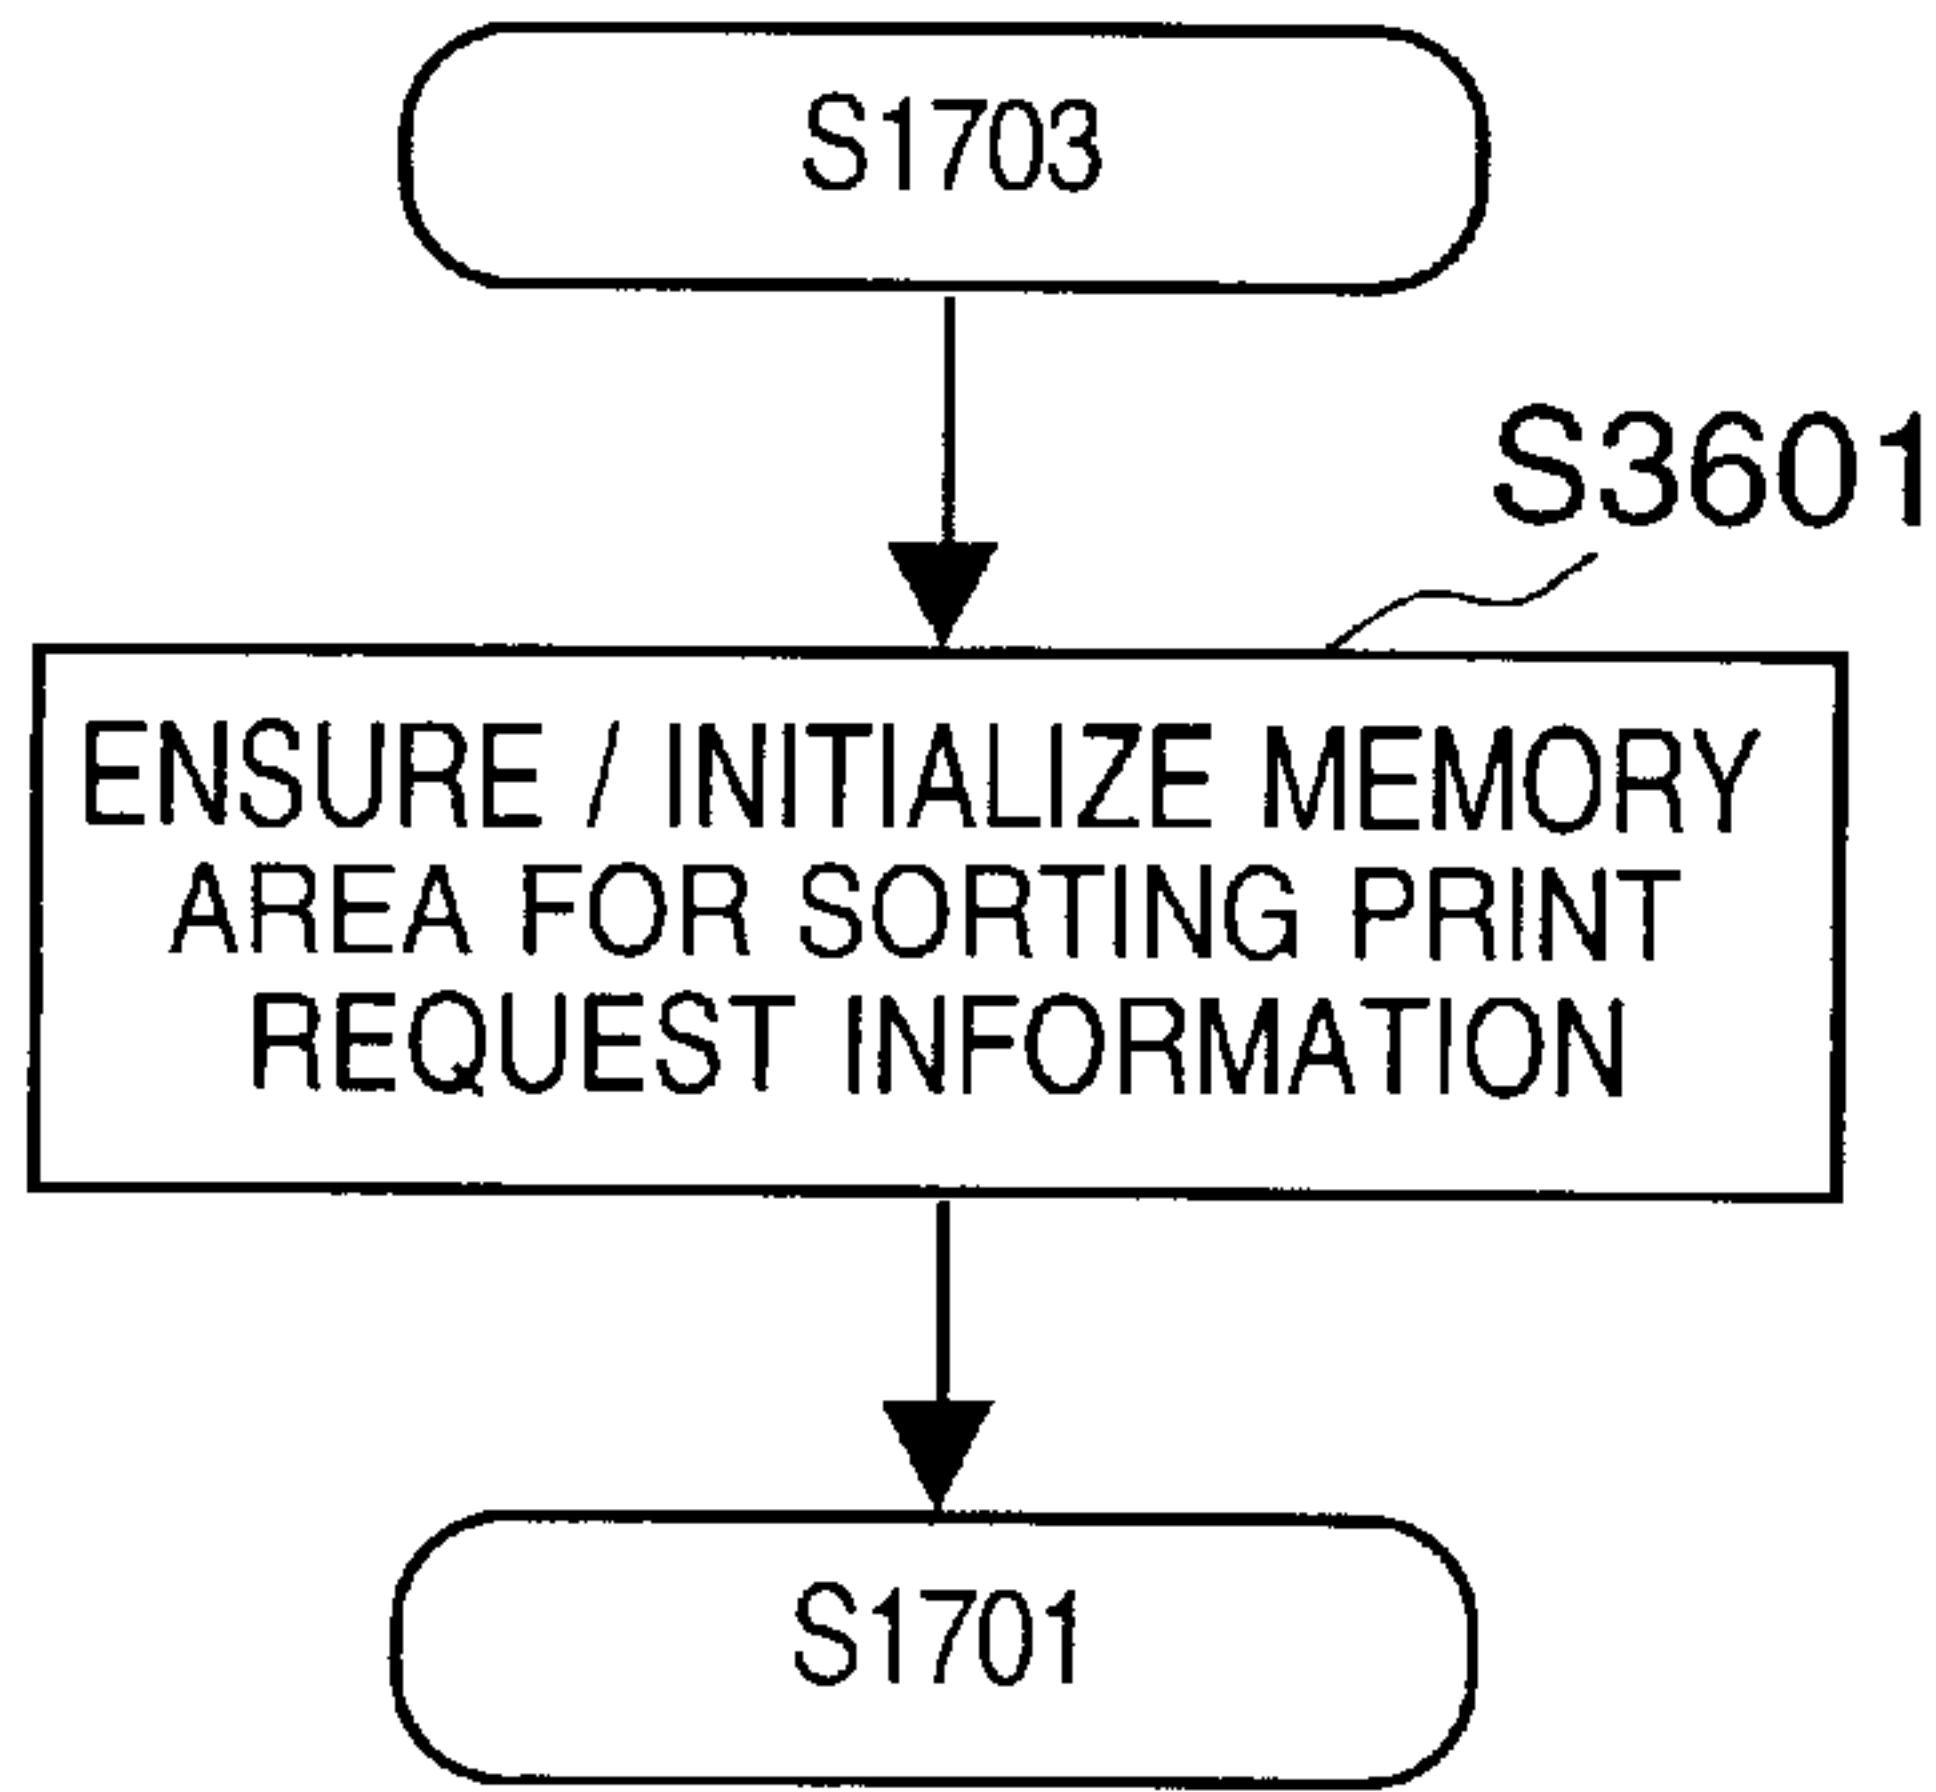 S1703
S3601
ENSURE / INITIALIZE MEMORY
AREA FOR SORTING PRINT
REQUEST INFORMATION
S1701